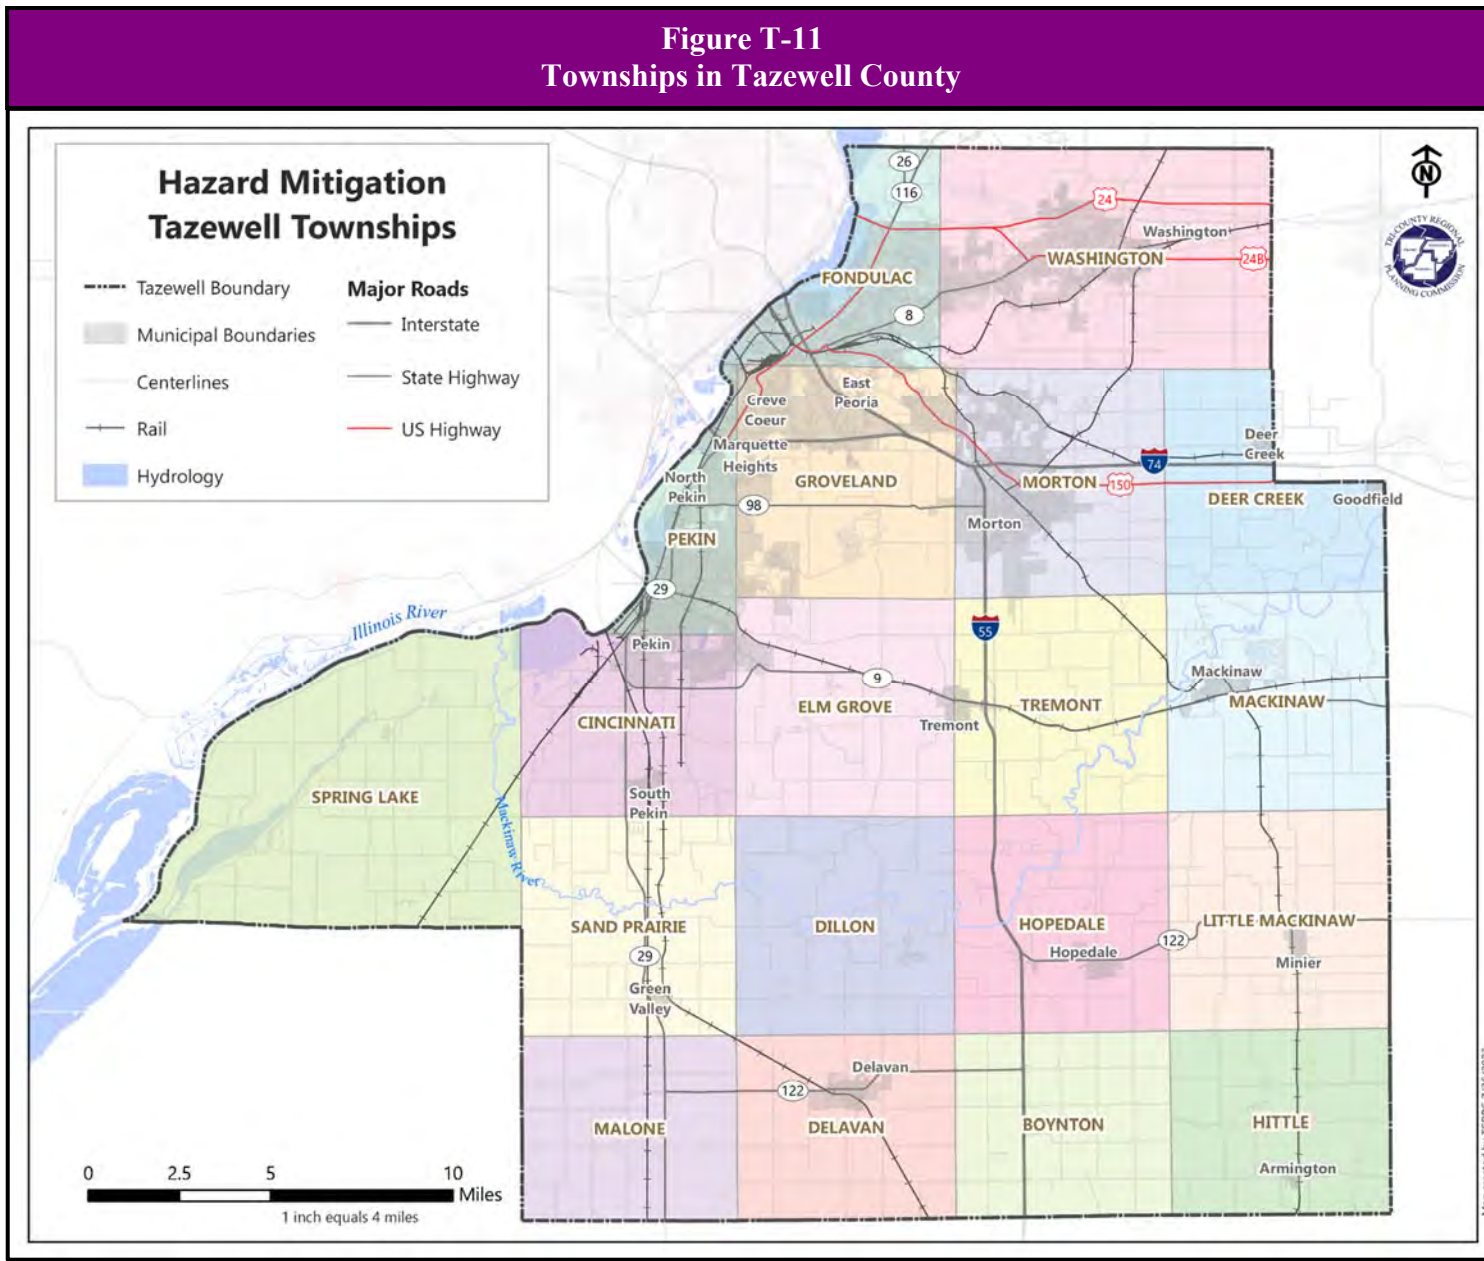 Figure T-11
Townships in Tazewell County
Hazard Mitigation
Tazewell Townships
Tazewell Boundary
Municipal Boundaries
Centerlines
Rail
Hydrology
Major Roads
Interstate
State Highway
US Highway
N
TRI-COUNTY REGIONAL
PLANNING COMMISSION
26
116
24
Washington
WASHINGTON
24B
FONDULAC
8
East
Peoria
Creve
Coeur
Marquette
Heights
Deer
Creek
74
North
Pekin
GROVELAND
MORTON
150
DEER CREEK
Goodfield
98
Morton
PEKIN
29
Illinois River
55
Pekin
9
Mackinaw
ELM GROVE
TREMONT
MACKINAW
CINCINNATI
Tremont
SPRING LAKE
South
Pekin
Mackinaw River
SAND PRAIRIE
DILLON
HOPEDALE
LITTLE MACKINAW
122
29
Hopedale
Minier
Green
Valley
Delavan
122
MALONE
DELAVAN
BOYNTON
HITTLE
Armington
0 2.5 5 10
Miles
1 inch equals 4 miles